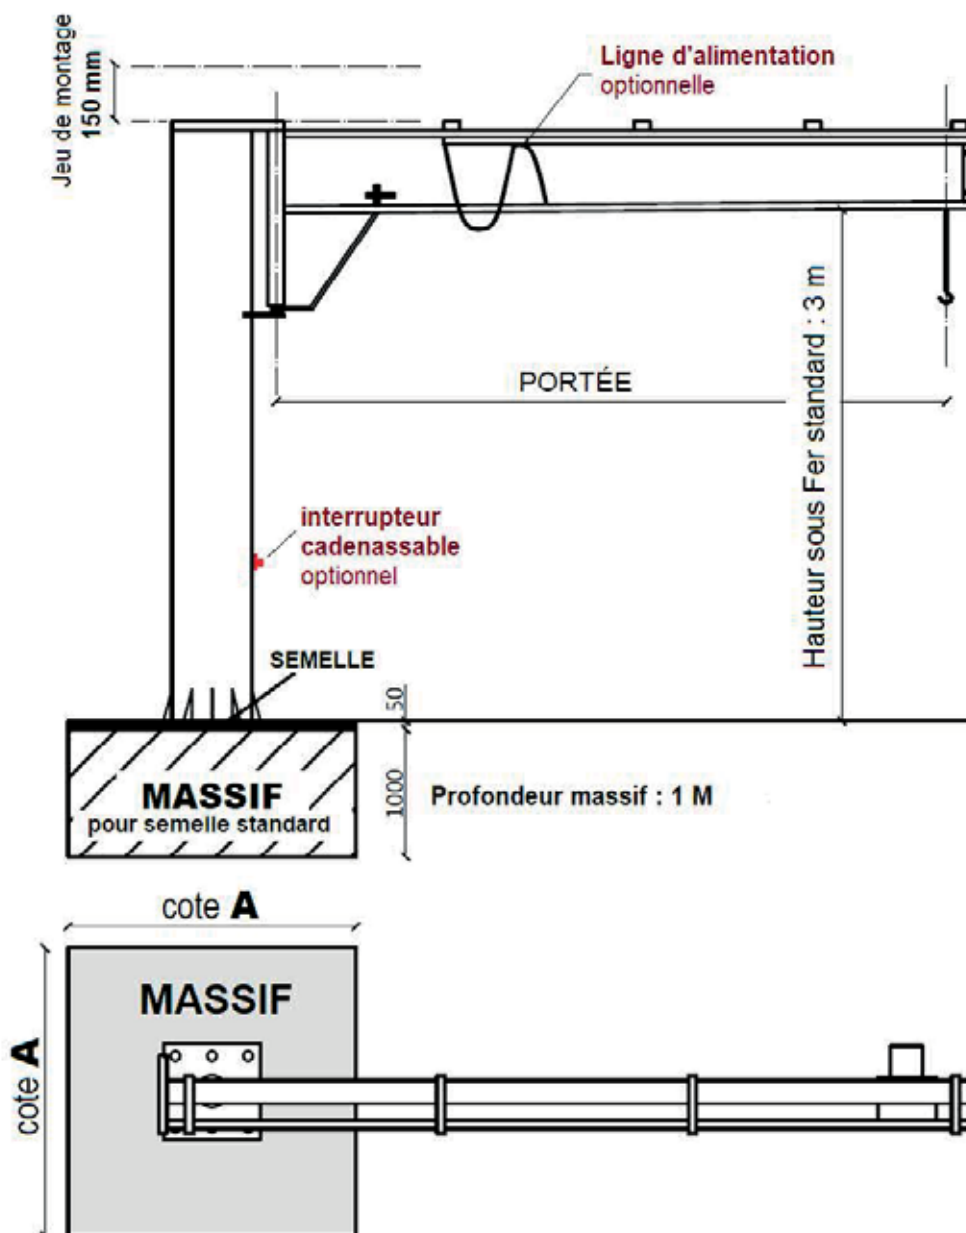 Jeu de montage
150 mm
Ligne d'alimentation
optionnelle
PORTÉE
Hauteur sous Fer standard : 3 m
interrupteur
cadenassable
optionnel
SEMELLE
50
1000
MASSIF
pour semelle standard
Profondeur massif : 1 M
cote A
MASSIF
cote A